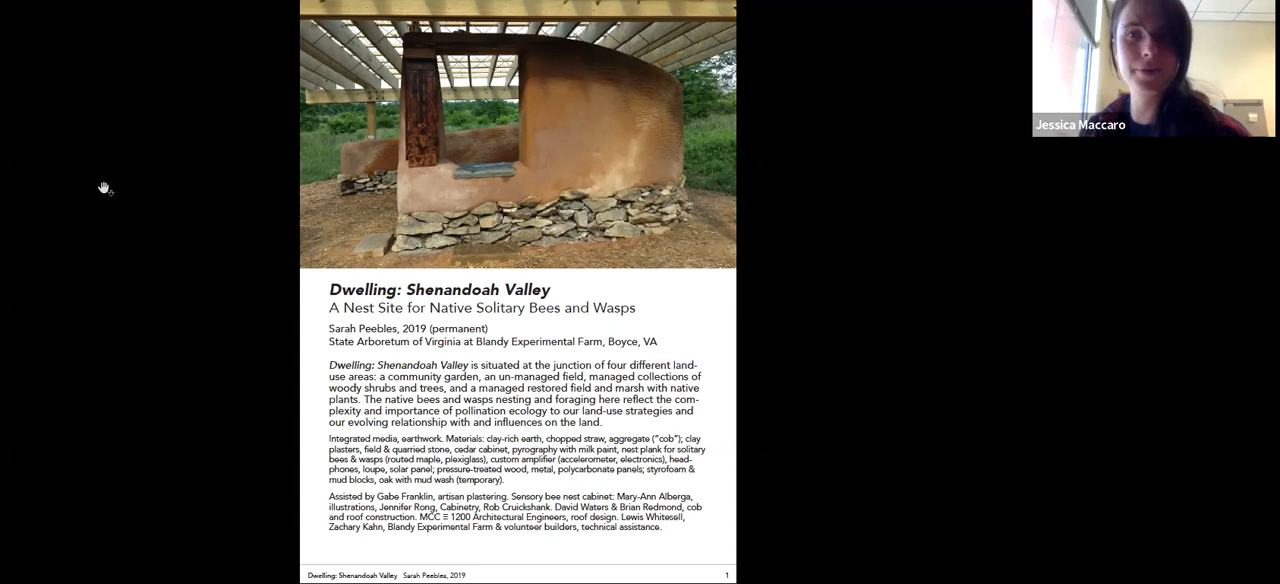 Jessica Maccaro
Dwelling: Shenandoah Valley
A Nest Site for Native Solitary Bees and Wasps
Sarah Peebles, 2019 (permanent)
State Arboretum of Virginia at Blandy Experimental Farm, Boyce, VA
Dwelling: Shenandoah Valley is situated at the junction of four different land-
use areas: a community garden, an un-managed field, managed collections of
woody shrubs and trees, and a managed restored field and marsh with native
plants. The native bees and wasps nesting and foraging here reflect the com-
plexity and importance of pollination ecology to our land-use strategies and
our evolving relationship with and influences on the land.
Integrated media, earthwork. Materials: clay-rich earth, chopped straw, aggregate ("cob"); clay
plasters, field & quarried stone, cedar cabinet, pyrography with milk paint, nest plank for solitary
bees & wasps (routed maple, plexiglass), custom amplifier (accelerometer, electronics), head-
phones, loupe, solar panel; pressure-treated wood, metal, polycarbonate panels; styrofoam &
mud blocks, oak with mud wash (temporary).
Assisted by Gabe Franklin, artisan plastering. Sensory bee nest cabinet: Mary-Ann Alberga,
illustrations, Jennifer Rong, Cabinetry, Rob Cruickshank. David Waters & Brian Redmond, cob
and roof construction. MCC ≡ 1200 Architectural Engineers, roof design. Lewis Whitesell,
Zachary Kahn, Blandy Experimental Farm & volunteer builders, technical assistance.
Dwelling: Shenandoah Valley Sarah Peebles, 2019 1